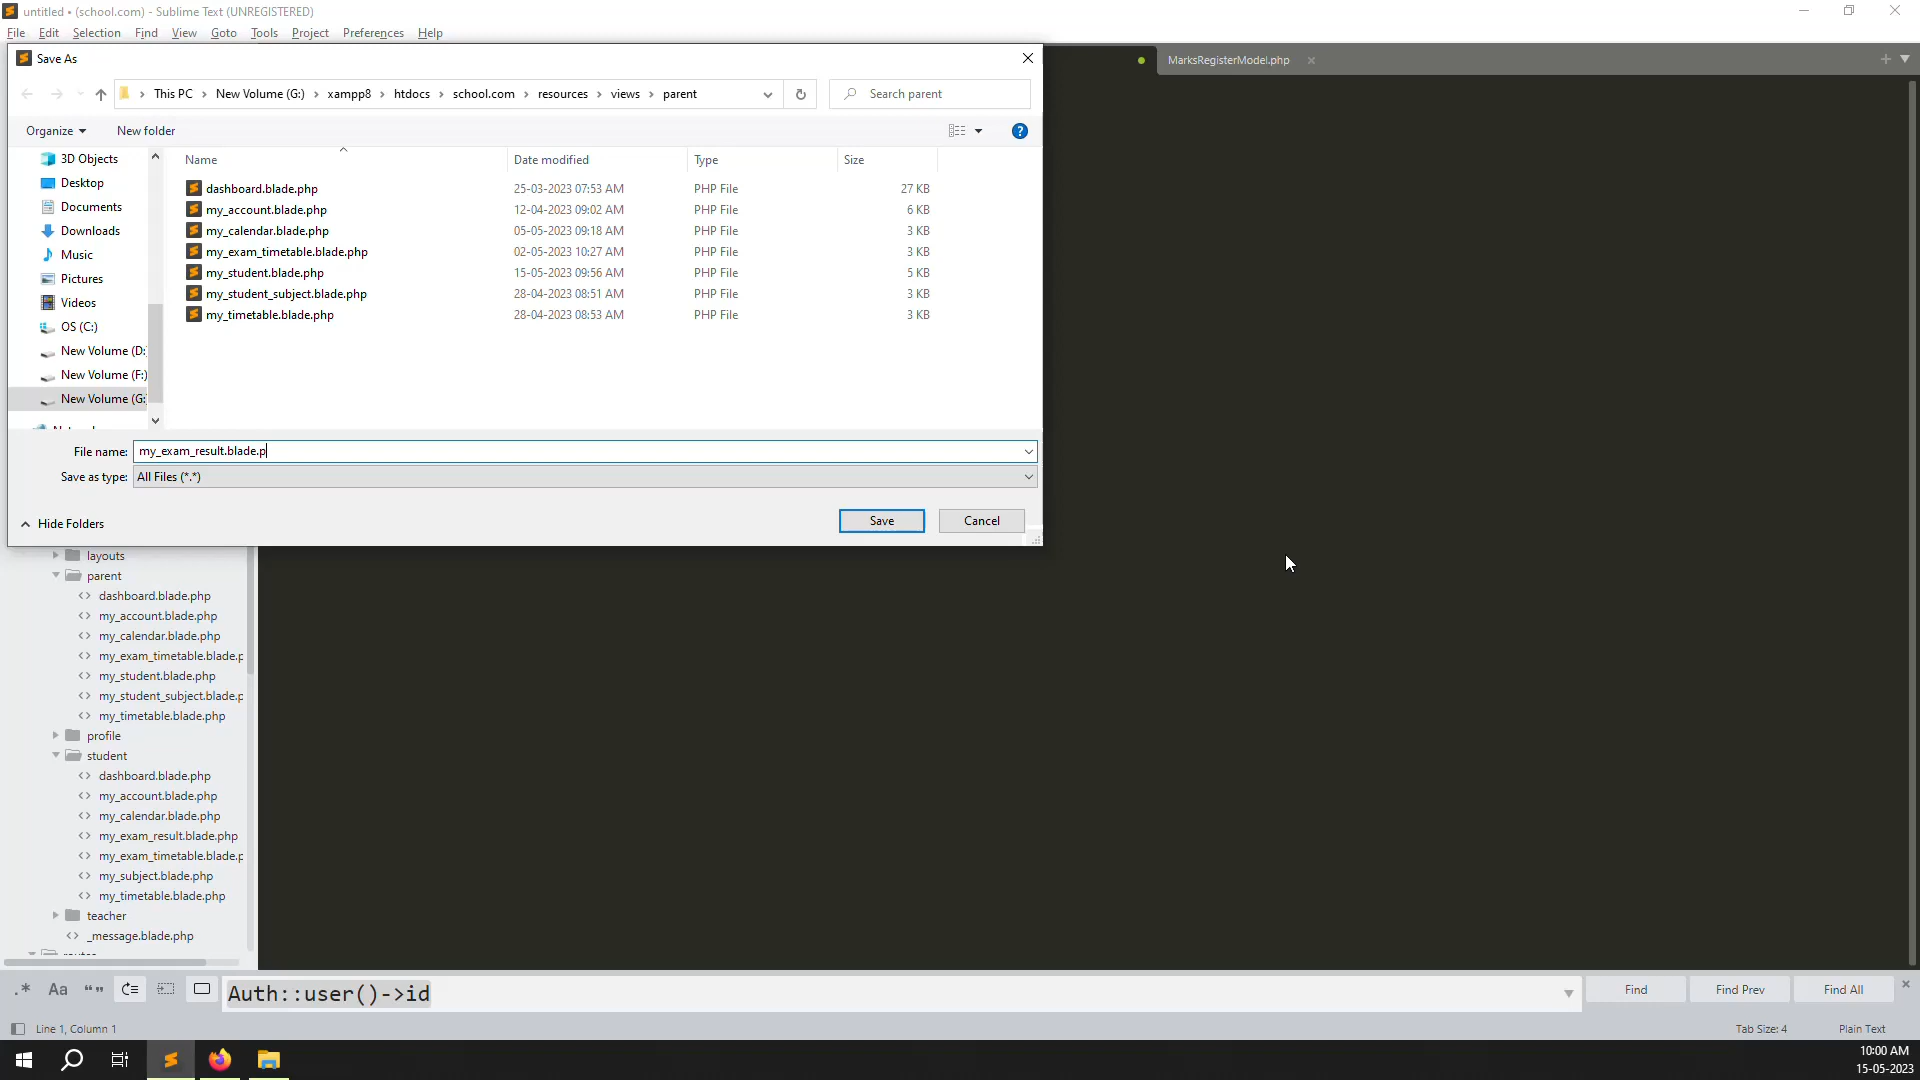 untitled • (school.com) - Sublime Text (UNREGISTERED)
File Edit Selection Find View Goto Tools Project Preferences Help
Save As
MarksRegisterModel.php
This PC > New Volume (G:) > xampp8 > htdocs > school.com > resources > views > parent
Search parent
Organize New folder
Name Date modified Type Size
3D Objects
Desktop
Documents
Downloads
Music
Pictures
Videos
OS (C:)
New Volume (D:
New Volume (F:)
New Volume (G:
dashboard.blade.php 25-03-2023 07:53 AM PHP File 27 KB
my_account.blade.php 12-04-2023 09:02 AM PHP File 6 KB
my_calendar.blade.php 05-05-2023 09:18 AM PHP File 3 KB
my_exam_timetable.blade.php 02-05-2023 10:27 AM PHP File 3 KB
my_student.blade.php 15-05-2023 09:56 AM PHP File 5 KB
my_student_subject.blade.php 28-04-2023 08:51 AM PHP File 3 KB
my_timetable.blade.php 28-04-2023 08:53 AM PHP File 3 KB
File name: my_exam_result.blade.p
Save as type: All Files (*.*)
Hide Folders Save Cancel
layouts
parent
dashboard.blade.php
my_account.blade.php
my_calendar.blade.php
my_exam_timetable.blade.p
my_student.blade.php
my_student_subject.blade.p
my_timetable.blade.php
profile
student
dashboard.blade.php
my_account.blade.php
my_calendar.blade.php
my_exam_result.blade.php
my_exam_timetable.blade.p
my_subject.blade.php
my_timetable.blade.php
teacher
_message.blade.php
.* Aa “” Auth::user()->id Find Find Prev Find All
Line 1, Column 1 Tab Size: 4 Plain Text
10:00 AM
15-05-2023